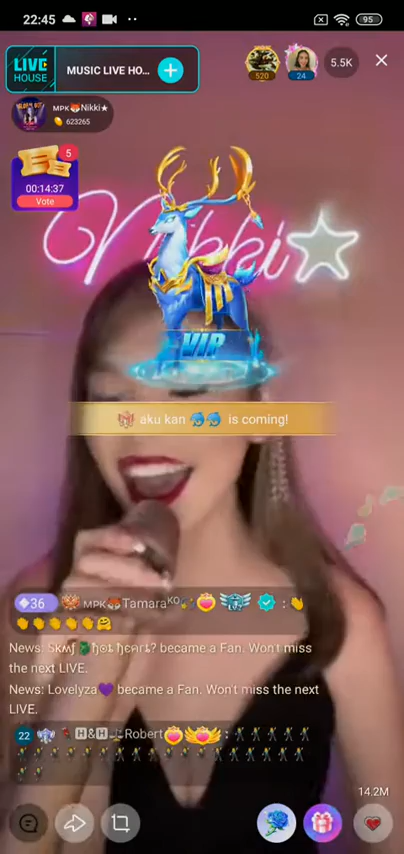 22:45
95
LIVE
HOUSE
MUSIC LIVE HO...
520
24
5.5K
MPK🦊Nikki★
623265
5
00:14:37
Vote
Nikki
VIP
aku kan 🐬🐬 is coming!
36 MPK🦊Tamaraᴷᴼ : 👏
👏👏👏👏👏🤗
became a Fan. Won't miss
the next LIVE.
News: Lovelyza💜 became a Fan. Won't miss the next
LIVE.
22 🅷&🅷 Robert :
14.2M